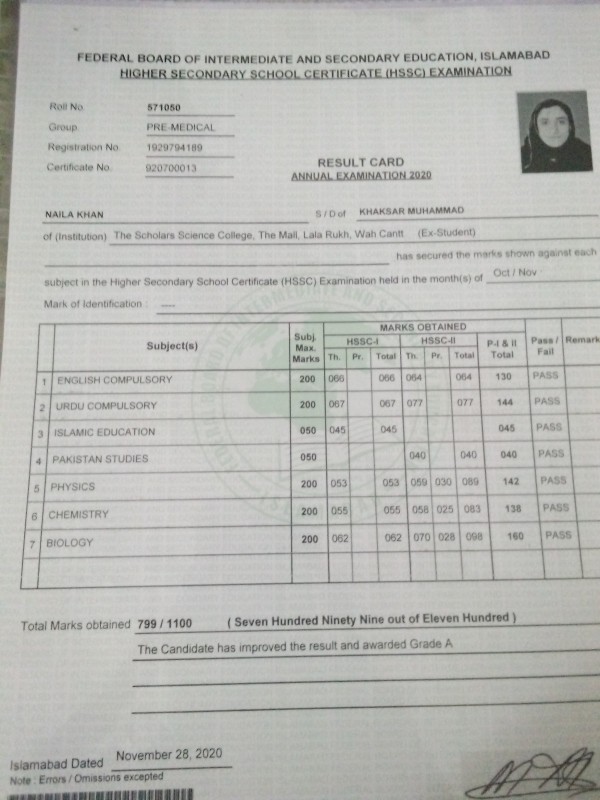 FEDERAL BOARD OF INTERMEDIATE AND SECONDARY EDUCATION, ISLAMABAD
HIGHER SECONDARY SCHOOL CERTIFICATE (HSSC) EXAMINATION
Roll No. 571050
Group PRE-MEDICAL
Registration No. 1929794189
Certificate No. 920700013
RESULT CARD
ANNUAL EXAMINATION 2020
NAILA KHAN S / D of KHAKSAR MUHAMMAD
of (Institution) The Scholars Science College, The Mall, Lala Rukh, Wah Cantt (Ex-Student)
has secured the marks shown against each
subject in the Higher Secondary School Certificate (HSSC) Examination held in the month(s) of Oct / Nov
Mark of Identification : ----
Subject(s) Subj. Max. Marks MARKS OBTAINED Pass / Fail Remark
HSSC-I HSSC-II P-I & II Total
Th. Pr. Total Th. Pr. Total
1 ENGLISH COMPULSORY 200 066 066 064 064 130 PASS
2 URDU COMPULSORY 200 067 067 077 077 144 PASS
3 ISLAMIC EDUCATION 050 045 045 045 PASS
4 PAKISTAN STUDIES 050 040 040 040 PASS
5 PHYSICS 200 053 053 059 030 089 142 PASS
6 CHEMISTRY 200 055 055 058 025 083 138 PASS
7 BIOLOGY 200 062 062 070 028 098 160 PASS
Total Marks obtained 799 / 1100 ( Seven Hundred Ninety Nine out of Eleven Hundred )
The Candidate has improved the result and awarded Grade A
Islamabad Dated November 28, 2020
Note : Errors / Omissions excepted